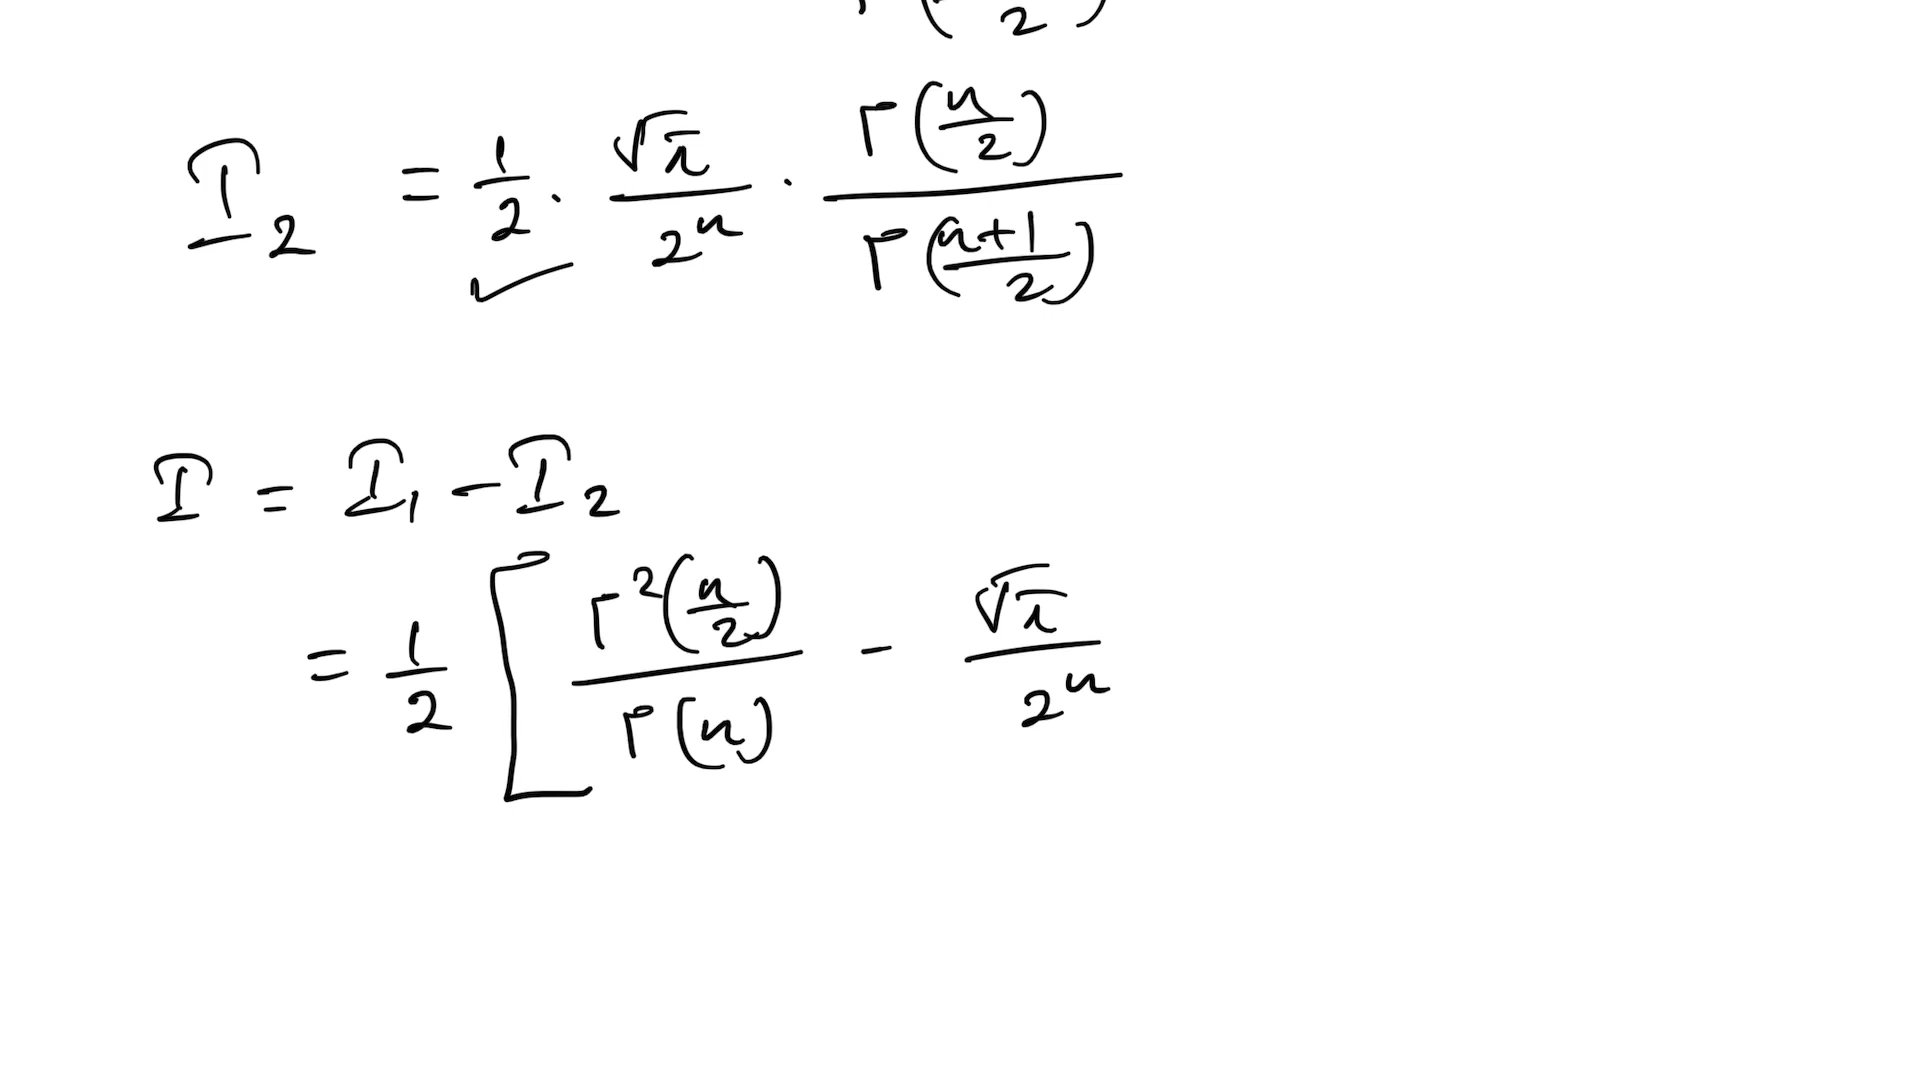 I₂ = 1/2 · √π/2ⁿ · Γ(n/2)/Γ((n+1)/2)
I = I₁ - I₂
= 1/2 [ Γ²(n/2)/Γ(n) - √π/2ⁿ